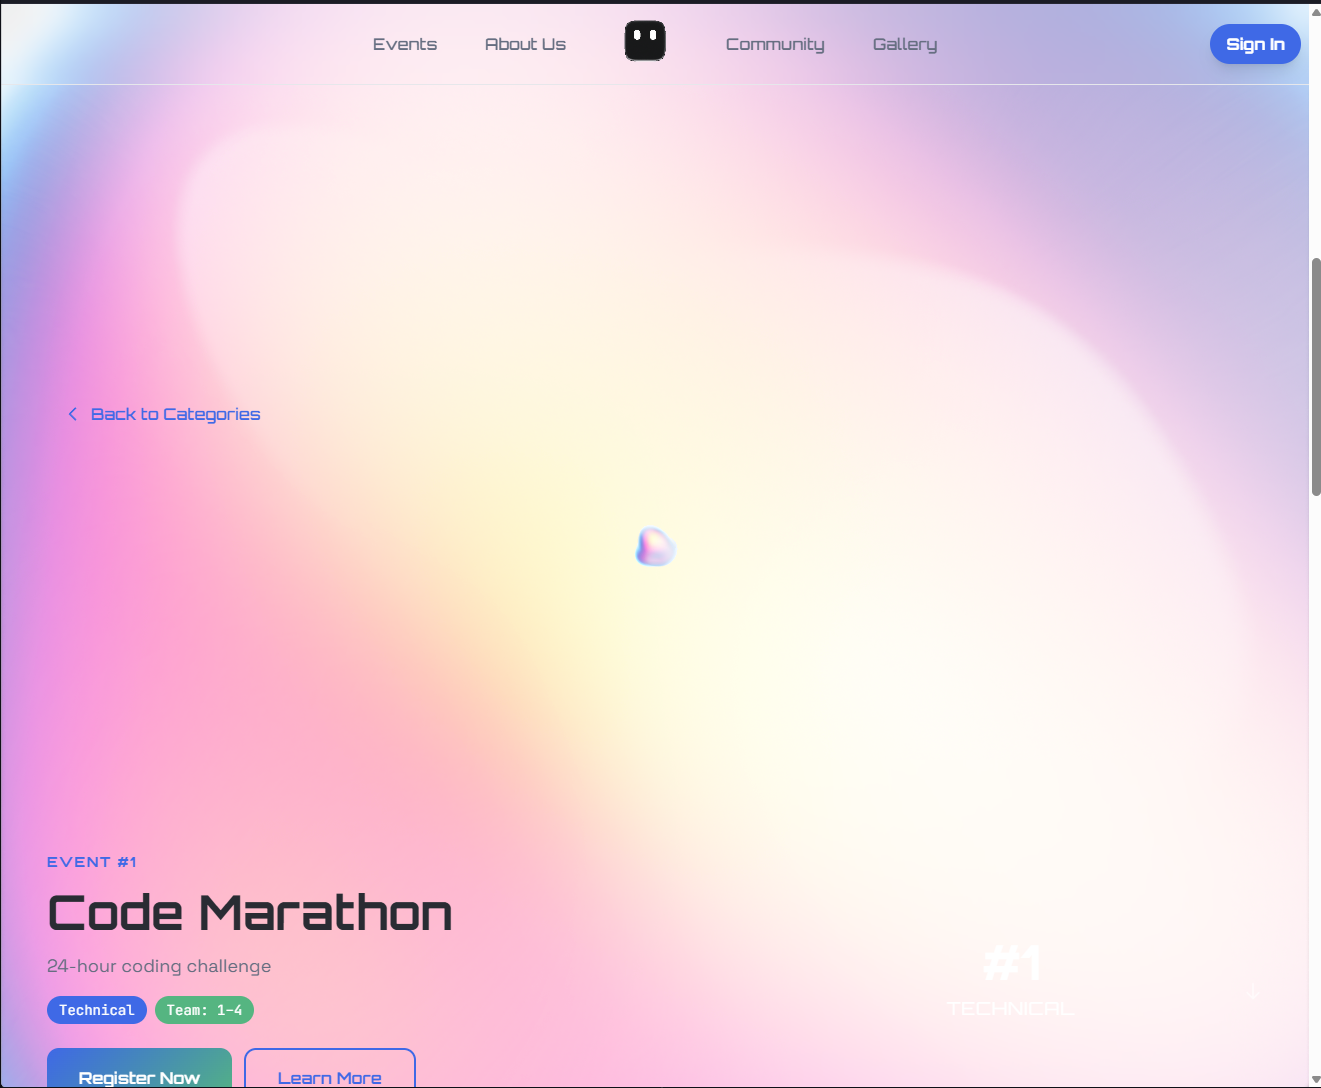 Events
About Us
Community
Gallery
Sign In
Back to Categories
EVENT #1
Code Marathon
24-hour coding challenge
Technical
Team: 1-4
#1
TECHNICAL
Register Now
Learn More